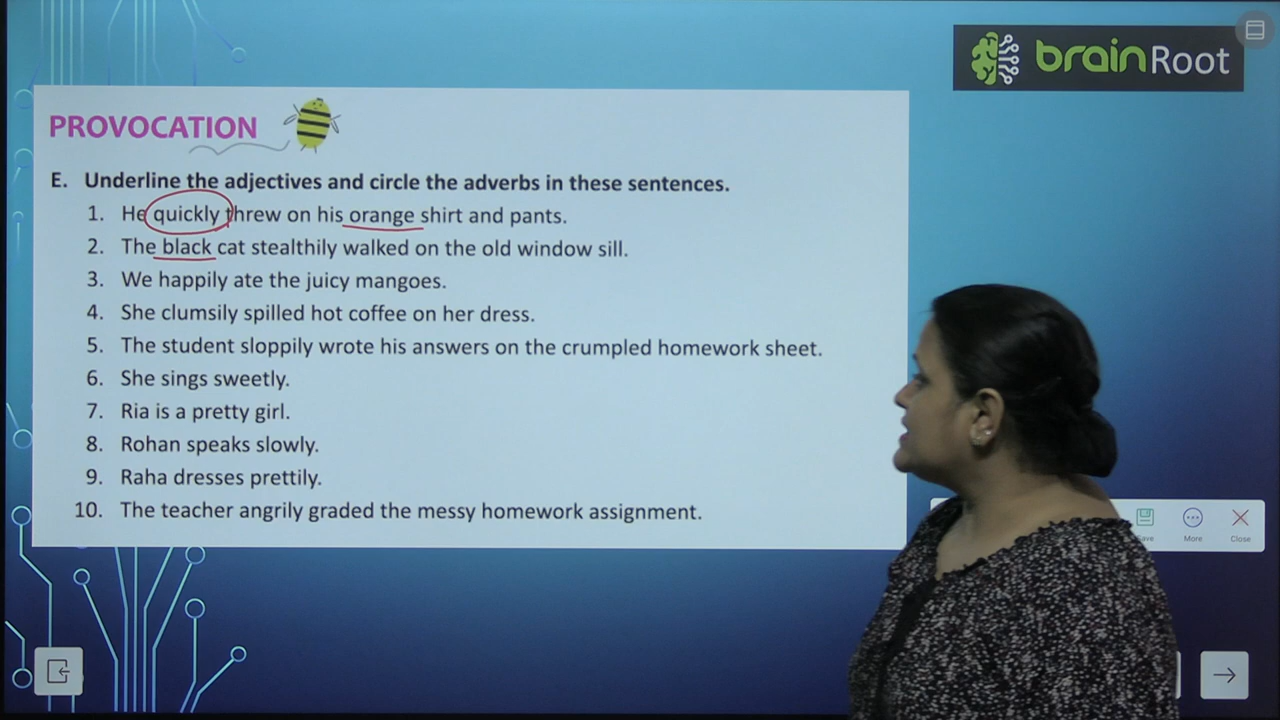 brainRoot
PROVOCATION
E. Underline the adjectives and circle the adverbs in these sentences.
1. He quickly threw on his orange shirt and pants.
2. The black cat stealthily walked on the old window sill.
3. We happily ate the juicy mangoes.
4. She clumsily spilled hot coffee on her dress.
5. The student sloppily wrote his answers on the crumpled homework sheet.
6. She sings sweetly.
7. Ria is a pretty girl.
8. Rohan speaks slowly.
9. Raha dresses prettily.
10. The teacher angrily graded the messy homework assignment.
More Close